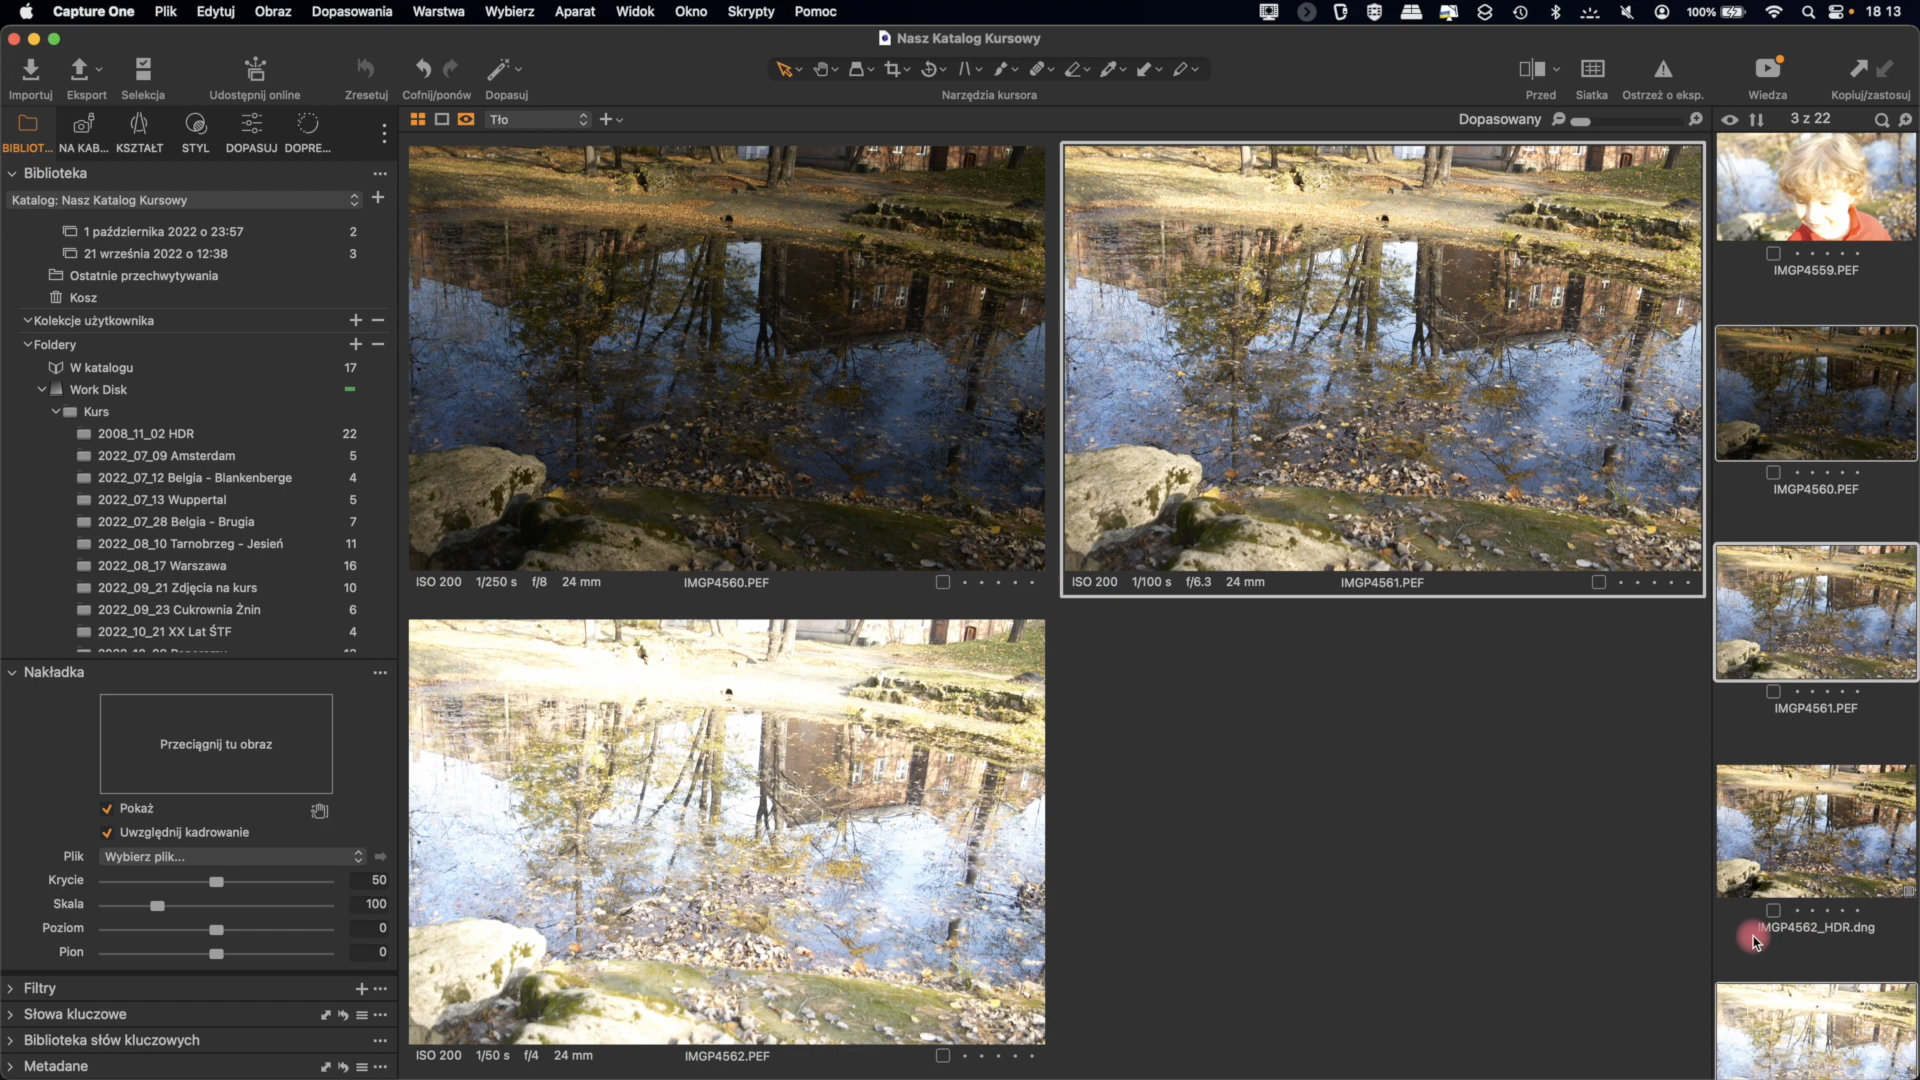 Capture One Plik Edytuj Obraz Dopasowania Warstwa Wybierz Aparat Widok Okno Skrypty Pomoc 100% 18 13
Nasz Katalog Kursowy
Importuj Eksport Selekcja Udostępnij online Zresetuj Cofnij/ponów Dopasuj Narzędzia kursora Przed Siatka Ostrzeż o eksp. Wiedza Kopiuj/zastosuj
BIBLIOT... NA KAB... KSZTAŁT STYL DOPASUJ DOPRE...
Tło
Dopasowany
3 z 22
Biblioteka
Katalog: Nasz Katalog Kursowy
1 października 2022 o 23:57 2
21 września 2022 o 12:38 3
Ostatnie przechwytywania
Kosz
Kolekcje użytkownika
Foldery
W katalogu 17
Work Disk
Kurs
2008_11_02 HDR 22
2022_07_09 Amsterdam 5
2022_07_12 Belgia - Blankenberge 4
2022_07_13 Wuppertal 5
2022_07_28 Belgia - Brugia 7
2022_08_10 Tarnobrzeg - Jesień 11
2022_08_17 Warszawa 16
2022_09_21 Zdjęcia na kurs 10
2022_09_23 Cukrownia Żnin 6
2022_10_21 XX Lat ŚTF 4
Nakładka
Przeciągnij tu obraz
Pokaż
Uwzględnij kadrowanie
Plik Wybierz plik...
Krycie 50
Skala 100
Poziom 0
Pion 0
Filtry
Słowa kluczowe
Biblioteka słów kluczowych
Metadane
ISO 200 1/250 s f/8 24 mm IMGP4560.PEF
ISO 200 1/100 s f/6.3 24 mm IMGP4561.PEF
ISO 200 1/50 s f/4 24 mm IMGP4562.PEF
IMGP4559.PEF
IMGP4560.PEF
IMGP4561.PEF
IMGP4562_HDR.dng